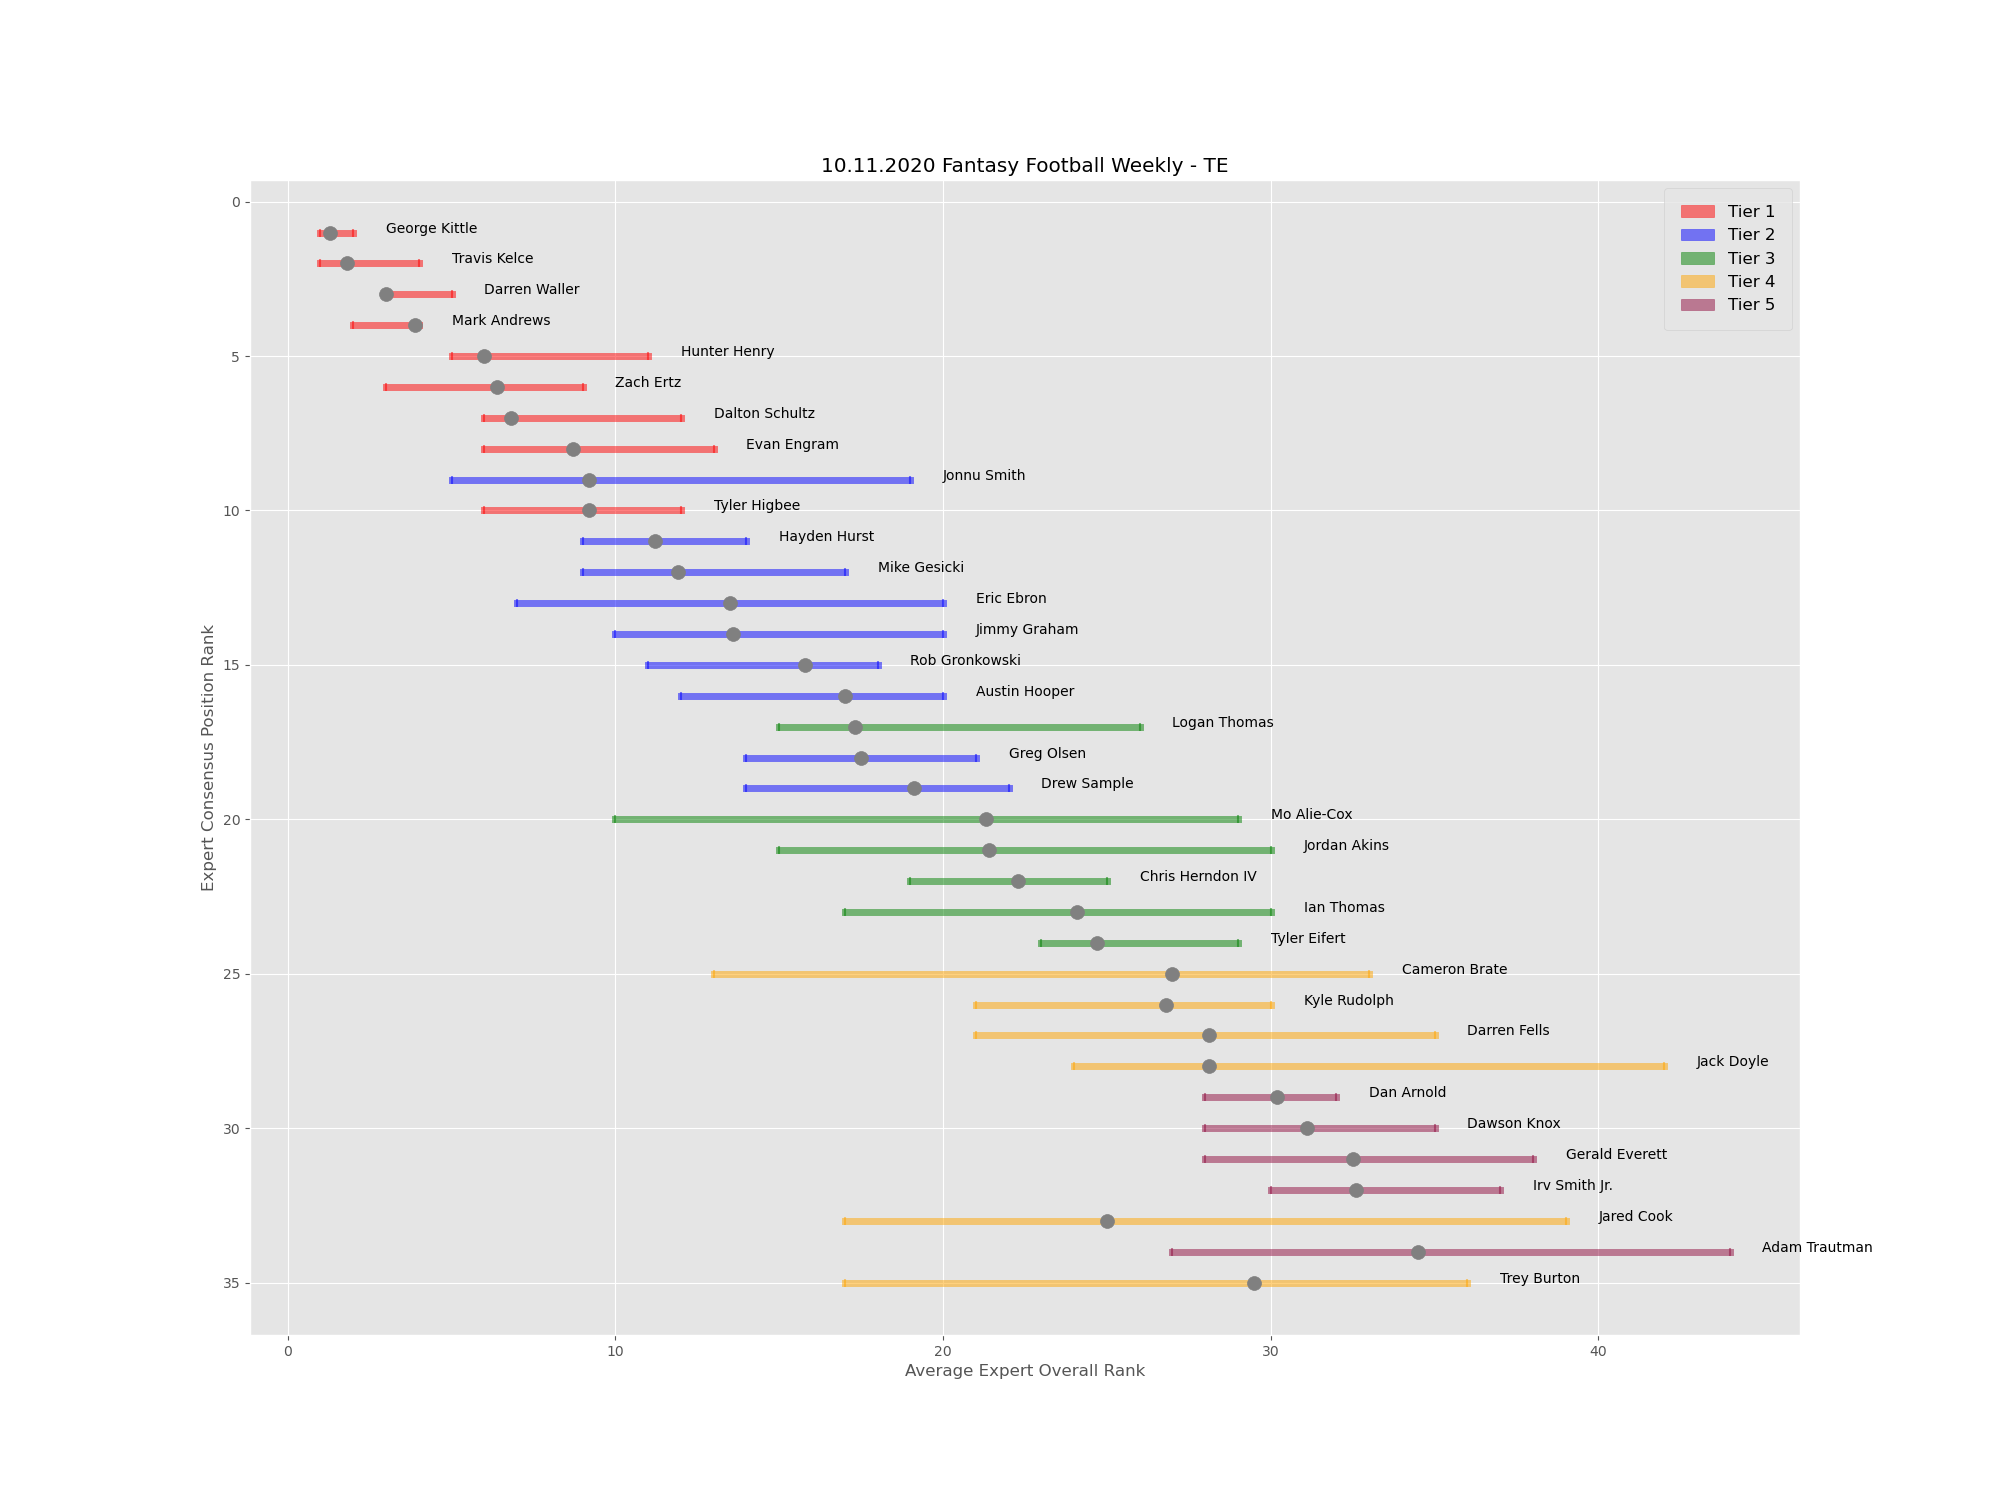 10.11.2020 Fantasy Football Weekly - TE
0
George Kittle
Travis Kelce
Darren Waller
Mark Andrews
5
Hunter Henry
Zach Ertz
Dalton Schultz
Evan Engram
Jonnu Smith
10
Tyler Higbee
Hayden Hurst
Mike Gesicki
Eric Ebron
Jimmy Graham
15
Rob Gronkowski
Austin Hooper
Logan Thomas
Greg Olsen
Drew Sample
20
Mo Alie-Cox
Jordan Akins
Chris Herndon IV
Ian Thomas
Tyler Eifert
25
Cameron Brate
Kyle Rudolph
Darren Fells
Jack Doyle
Dan Arnold
30
Dawson Knox
Gerald Everett
Irv Smith Jr.
Jared Cook
Adam Trautman
35
Trey Burton
Tier 1
Tier 2
Tier 3
Tier 4
Tier 5
Expert Consensus Position Rank
0 10 20 30 40
Average Expert Overall Rank